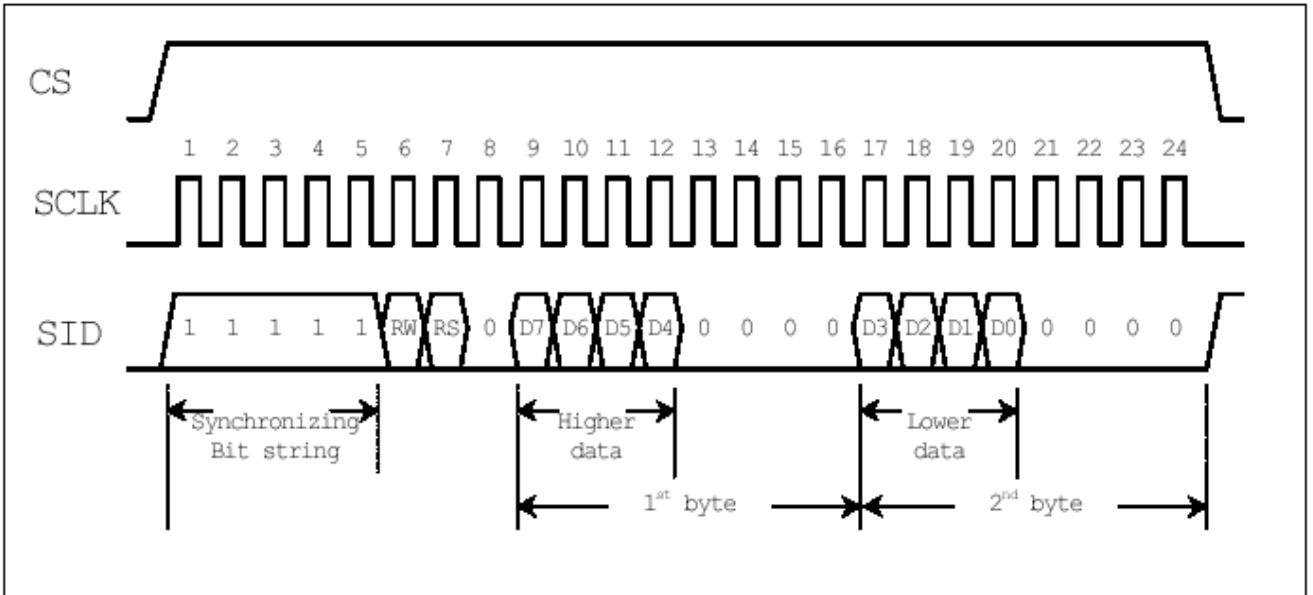 CS
1 2 3 4 5 6 7 8 9 10 11 12 13 14 15 16 17 18 19 20 21 22 23 24
SCLK
SID 1 1 1 1 1 RW RS 0 D7 D6 D5 D4 0 0 0 0 D3 D2 D1 D0 0 0 0 0
Synchronizing Higher Lower
Bit string data data
1st byte 2nd byte